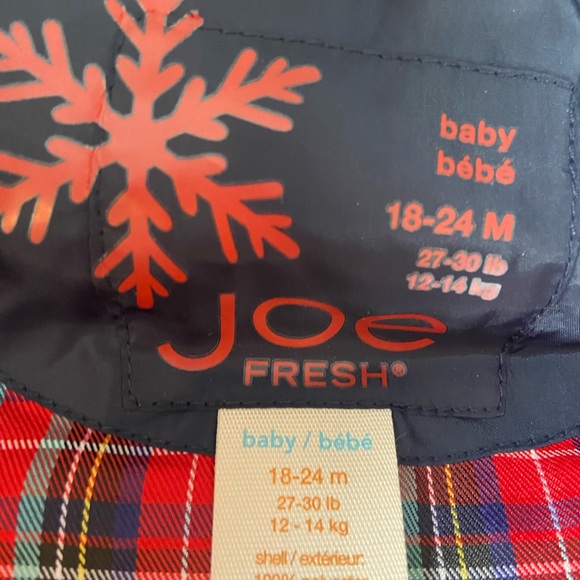 baby
bébé
18-24 M
27-30 lb
12-14 kg
Joe
FRESH®
baby / bébé
18-24 m
27-30 lb
12 - 14 kg
shell / extérieur:
100%